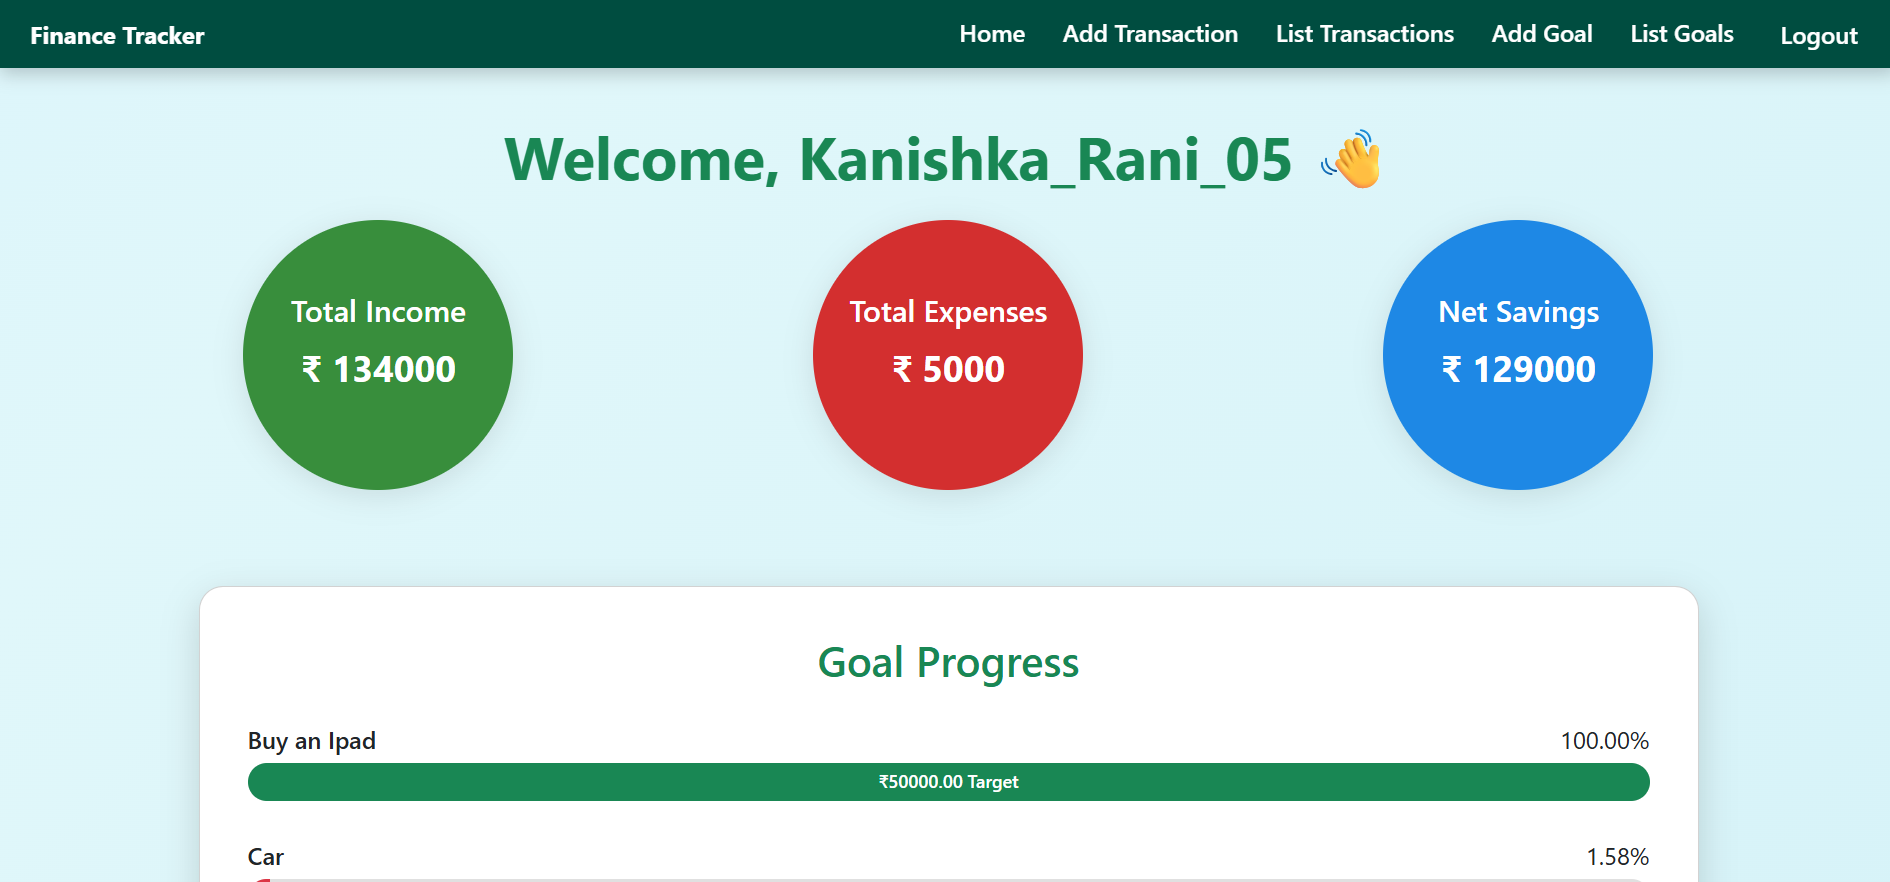 Finance Tracker
Home Add Transaction List Transactions Add Goal List Goals Logout
Welcome, Kanishka_Rani_05 👋
Total Income
₹ 134000
Total Expenses
₹ 5000
Net Savings
₹ 129000
Goal Progress
Buy an Ipad 100.00%
₹50000.00 Target
Car 1.58%